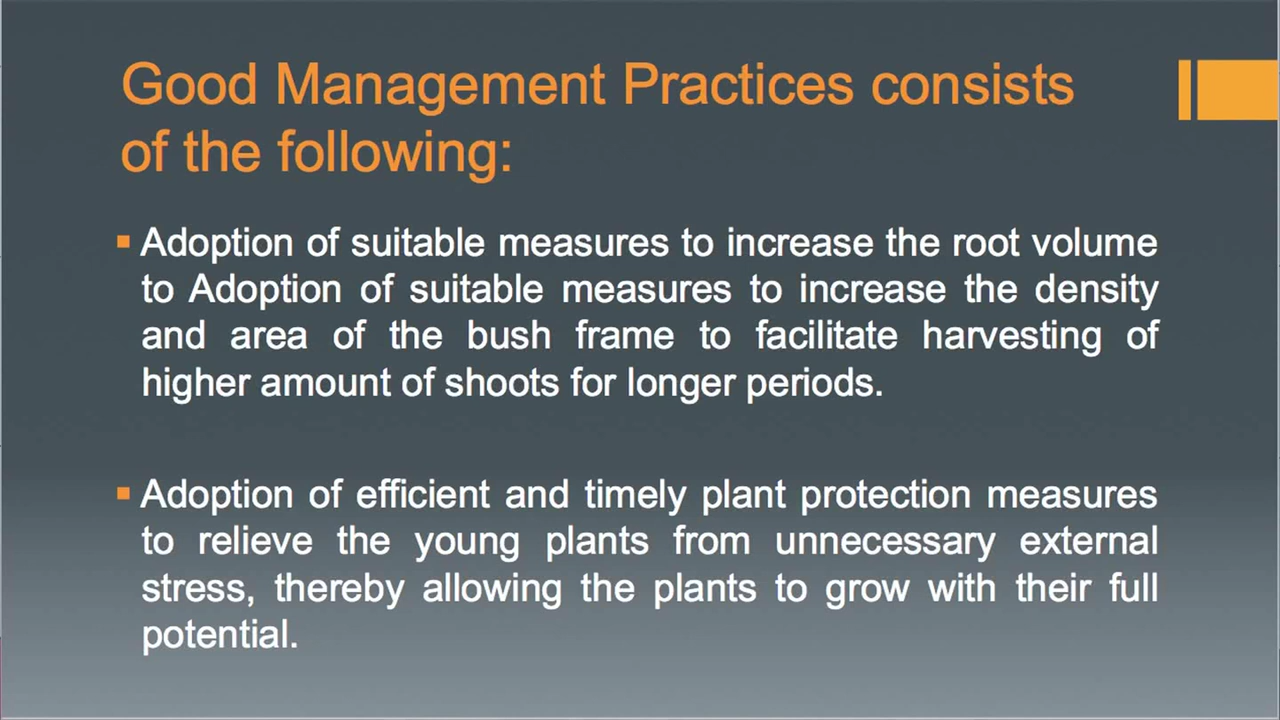 Good Management Practices consists
of the following:
Adoption of suitable measures to increase the root volume
to Adoption of suitable measures to increase the density
and area of the bush frame to facilitate harvesting of
higher amount of shoots for longer periods.
Adoption of efficient and timely plant protection measures
to relieve the young plants from unnecessary external
stress, thereby allowing the plants to grow with their full
potential.